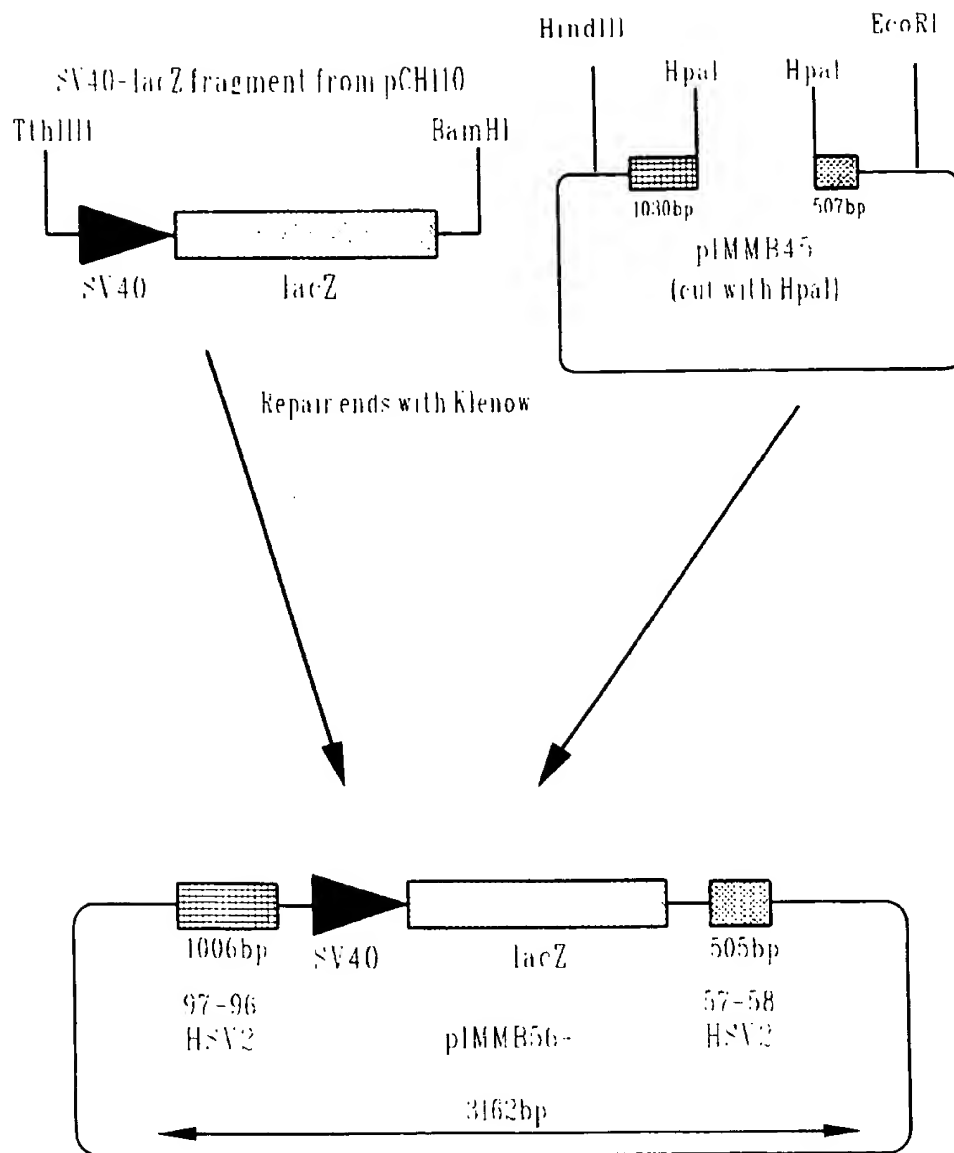 HindIII
EcoRI
SV40-lacZ fragment from pCH110
HpaI
HpaI
Tth111I
BamHI
1030bp
507bp
pIMMB45
(cut with HpaI)
SV40
lacZ
Repair ends with Klenow
1006bp
SV40
lacZ
505bp
97-96
HSV2
pIMMB56-
57-58
HSV2
3162bp